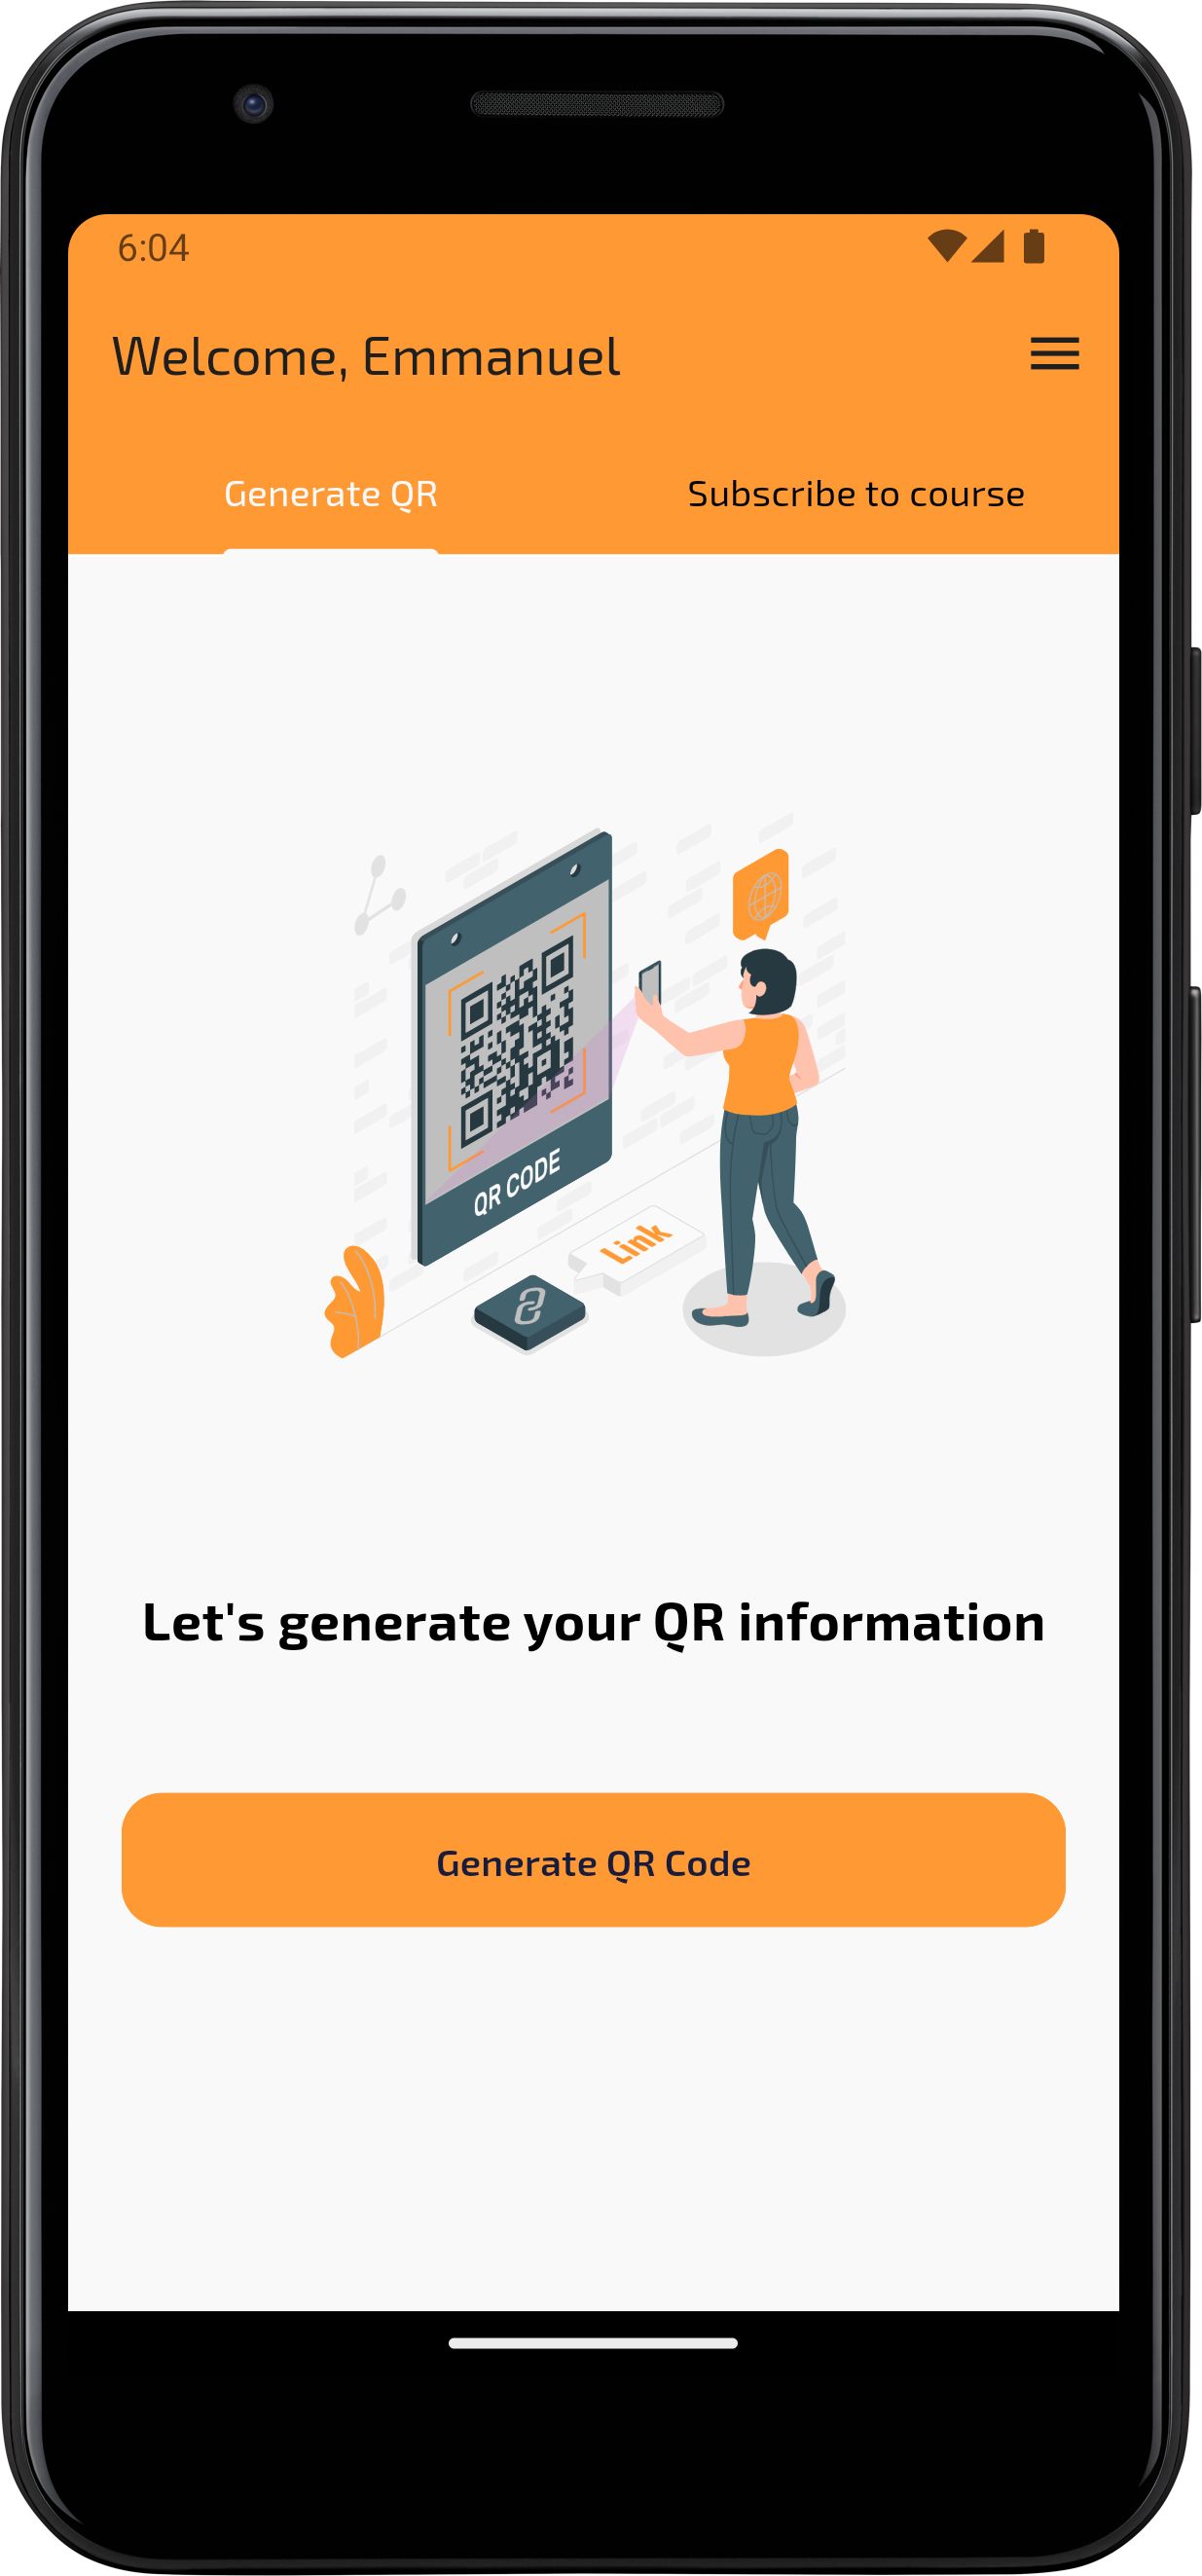 6:04
Welcome, Emmanuel
Generate QR
Subscribe to course
QR CODE
Link
Let's generate your QR information
Generate QR Code